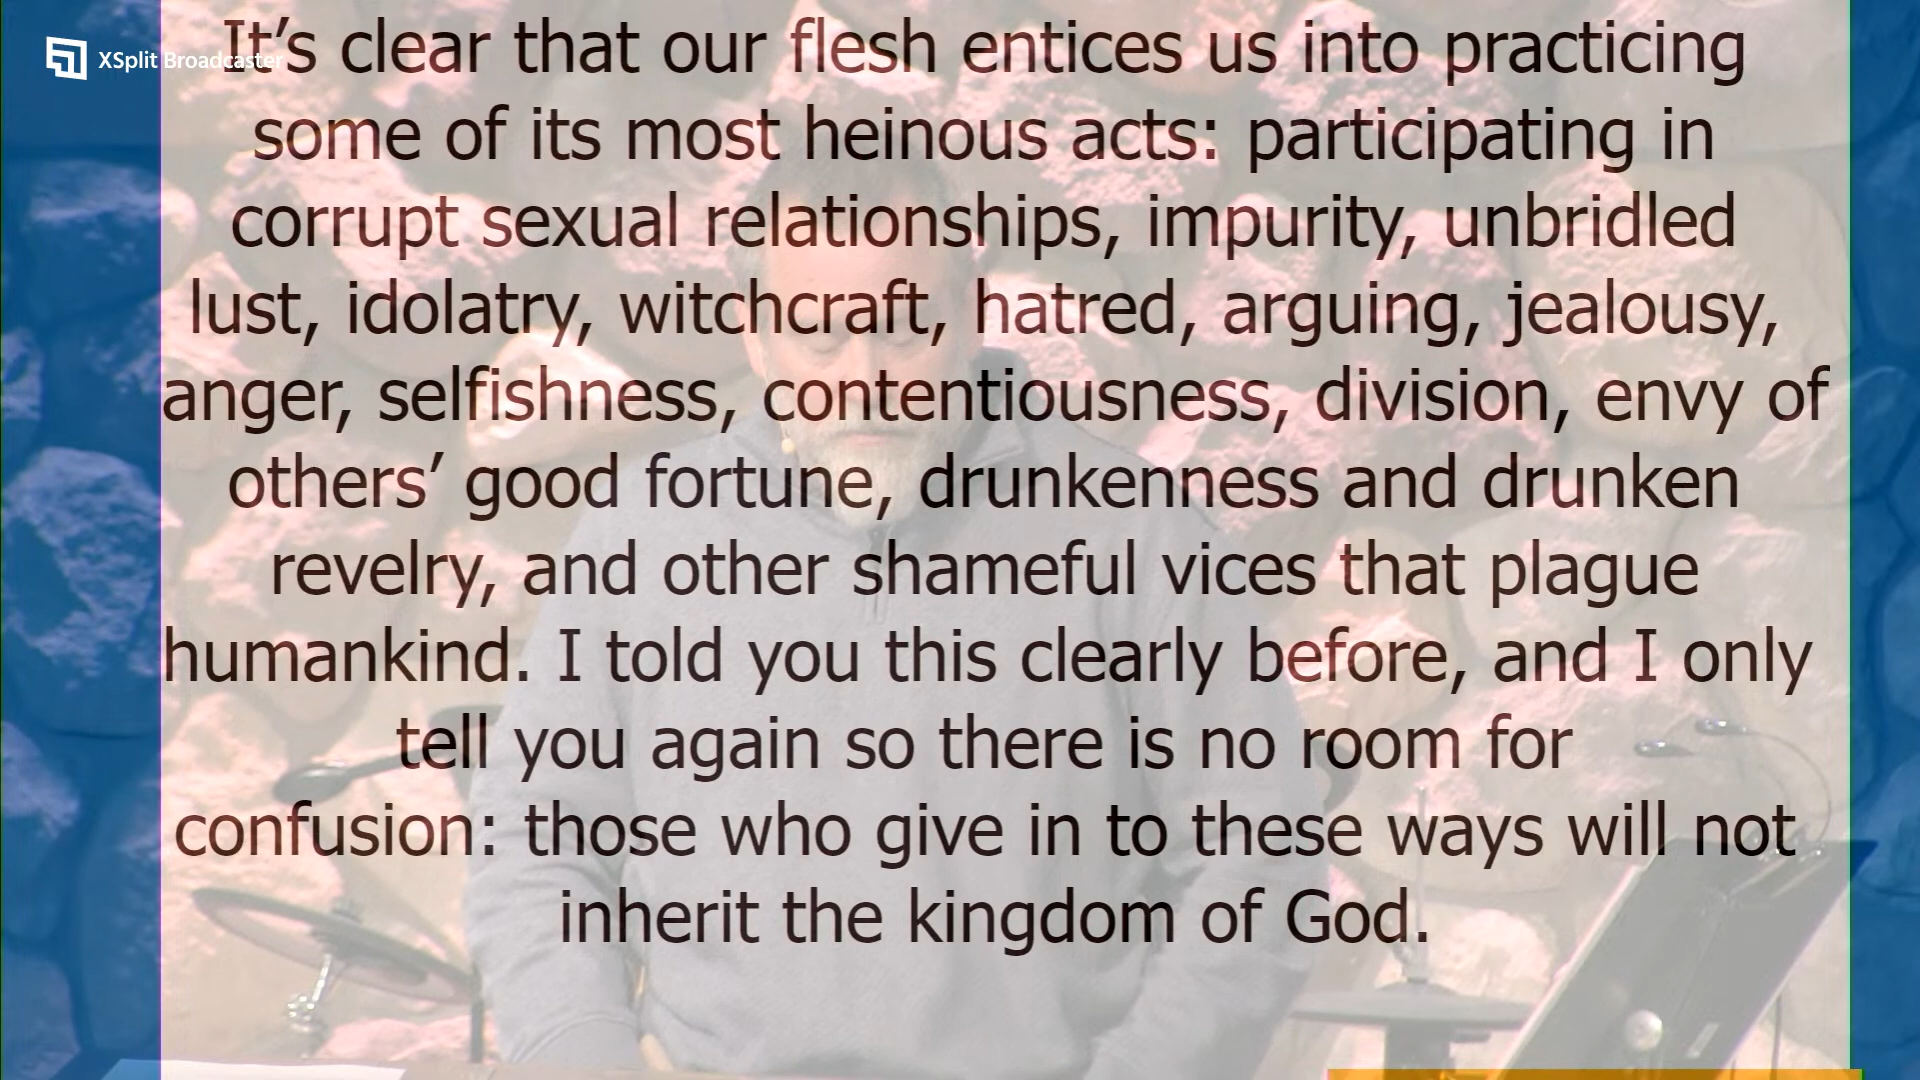 XSplit Broadcaster
It’s clear that our flesh entices us into practicing
some of its most heinous acts: participating in
corrupt sexual relationships, impurity, unbridled
lust, idolatry, witchcraft, hatred, arguing, jealousy,
anger, selfishness, contentiousness, division, envy of
others’ good fortune, drunkenness and drunken
revelry, and other shameful vices that plague
humankind. I told you this clearly before, and I only
tell you again so there is no room for
confusion: those who give in to these ways will not
inherit the kingdom of God.